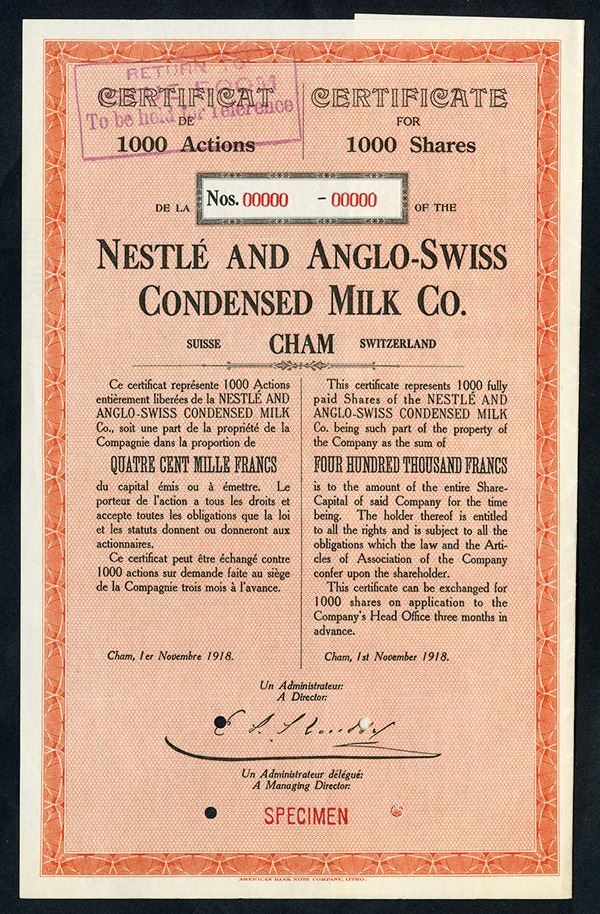 RETURN TO
To be held for reference
CERTIFICAT
DE
1000 Actions
CERTIFICATE
FOR
1000 Shares
DE LA
Nos. 00000 - 00000
OF THE
NESTLÉ AND ANGLO-SWISS
CONDENSED MILK CO.
SUISSE CHAM SWITZERLAND
Ce certificat représente 1000 Actions
entièrement libérées de la NESTLÉ AND
ANGLO-SWISS CONDENSED MILK
Co., soit une part de la propriété de la
Compagnie dans la proportion de
QUATRE CENT MILLE FRANCS
du capital émis ou à émettre. Le
porteur de l'action a tous les droits et
accepte toutes les obligations que la loi
et les statuts donnent ou donneront aux
actionnaires.
Ce certificat peut être échangé contre
1000 actions sur demande faite au siège
de la Compagnie trois mois à l'avance.
Cham, 1er Novembre 1918.
This certificate represents 1000 fully
paid Shares of the NESTLÉ AND
ANGLO-SWISS CONDENSED MILK
Co. being such part of the property of
the Company as the sum of
FOUR HUNDRED THOUSAND FRANCS
is to the amount of the entire Share-
Capital of said Company for the time
being. The holder thereof is entitled
to all the rights and is subject to all the
obligations which the law and the Arti-
cles of Association of the Company
confer upon the shareholder.
This certificate can be exchanged for
1000 shares on application to the
Company's Head Office three months in
advance.
Cham, 1st November 1918.
Un Administrateur:
A Director:
Un Administrateur délégué:
A Managing Director:
SPECIMEN
AMERICAN BANK NOTE COMPANY, LITHO.